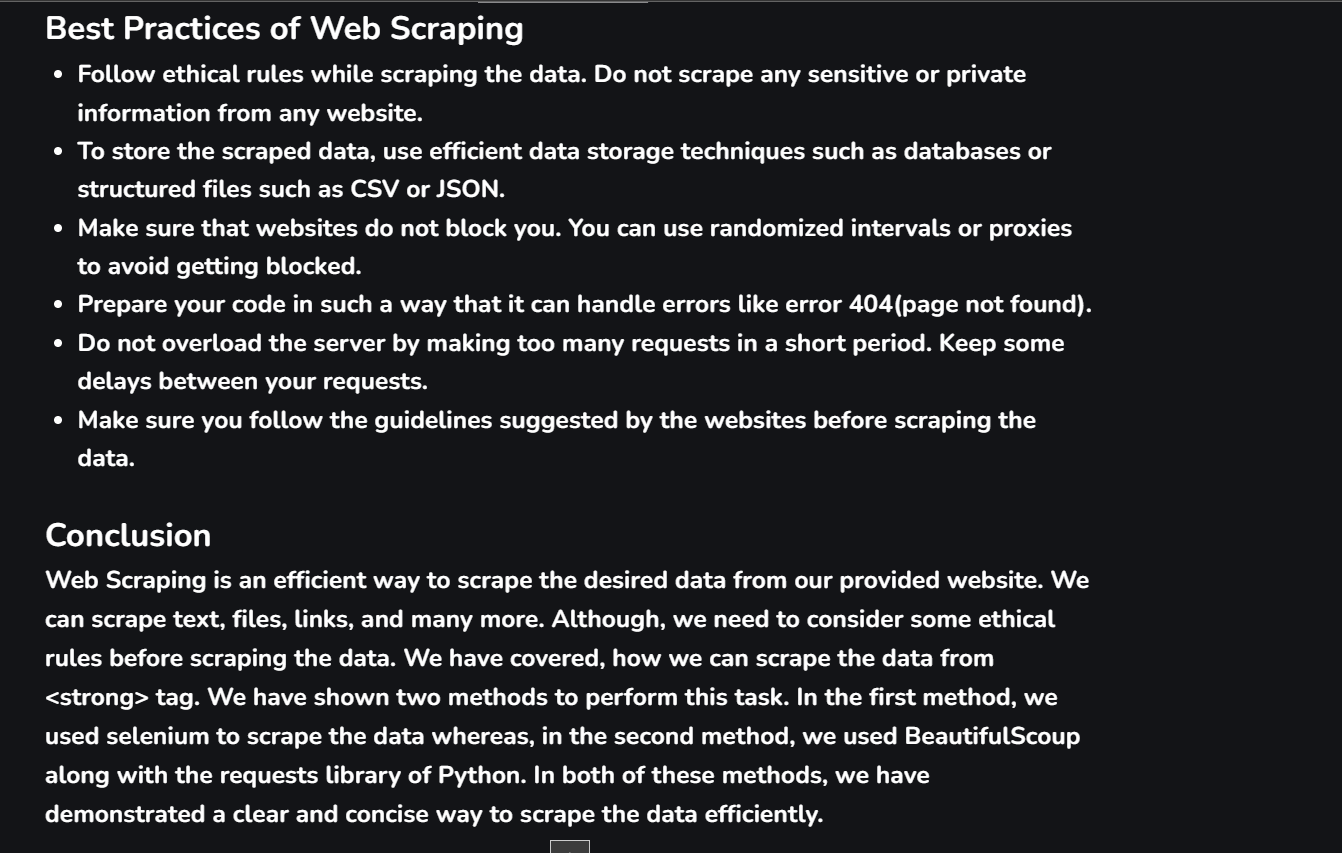 Best Practices of Web Scraping
• Follow ethical rules while scraping the data. Do not scrape any sensitive or private
information from any website.
• To store the scraped data, use efficient data storage techniques such as databases or
structured files such as CSV or JSON.
• Make sure that websites do not block you. You can use randomized intervals or proxies
to avoid getting blocked.
• Prepare your code in such a way that it can handle errors like error 404(page not found).
• Do not overload the server by making too many requests in a short period. Keep some
delays between your requests.
• Make sure you follow the guidelines suggested by the websites before scraping the
data.
Conclusion
Web Scraping is an efficient way to scrape the desired data from our provided website. We
can scrape text, files, links, and many more. Although, we need to consider some ethical
rules before scraping the data. We have covered, how we can scrape the data from
<strong> tag. We have shown two methods to perform this task. In the first method, we
used selenium to scrape the data whereas, in the second method, we used BeautifulScoup
along with the requests library of Python. In both of these methods, we have
demonstrated a clear and concise way to scrape the data efficiently.